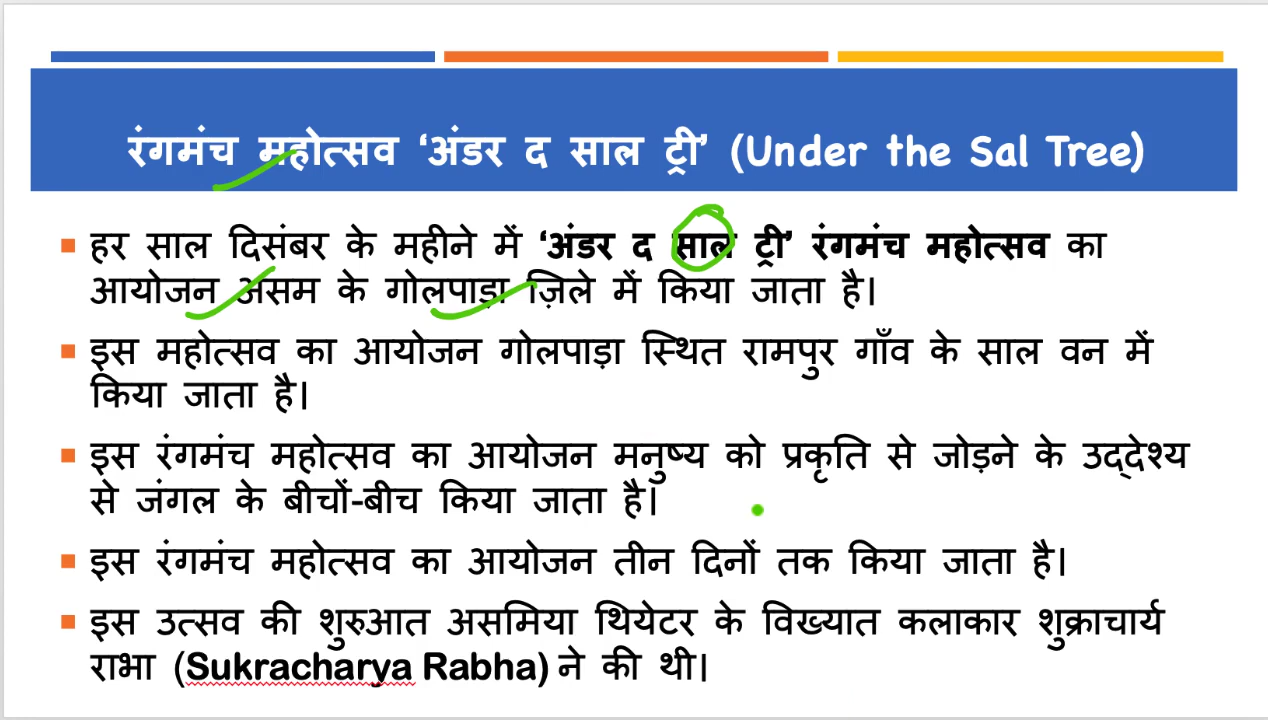 रंगमंच महोत्सव ‘अंडर द साल ट्री’ (Under the Sal Tree)
हर साल दिसंबर के महीने में ‘अंडर द साल ट्री’ रंगमंच महोत्सव का
आयोजन असम के गोलपाड़ा ज़िले में किया जाता है।
इस महोत्सव का आयोजन गोलपाड़ा स्थित रामपुर गाँव के साल वन में
किया जाता है।
इस रंगमंच महोत्सव का आयोजन मनुष्य को प्रकृति से जोड़ने के उद्देश्य
से जंगल के बीचों-बीच किया जाता है।
इस रंगमंच महोत्सव का आयोजन तीन दिनों तक किया जाता है।
इस उत्सव की शुरुआत असमिया थियेटर के विख्यात कलाकार शुक्राचार्य
राभा (Sukracharya Rabha) ने की थी।